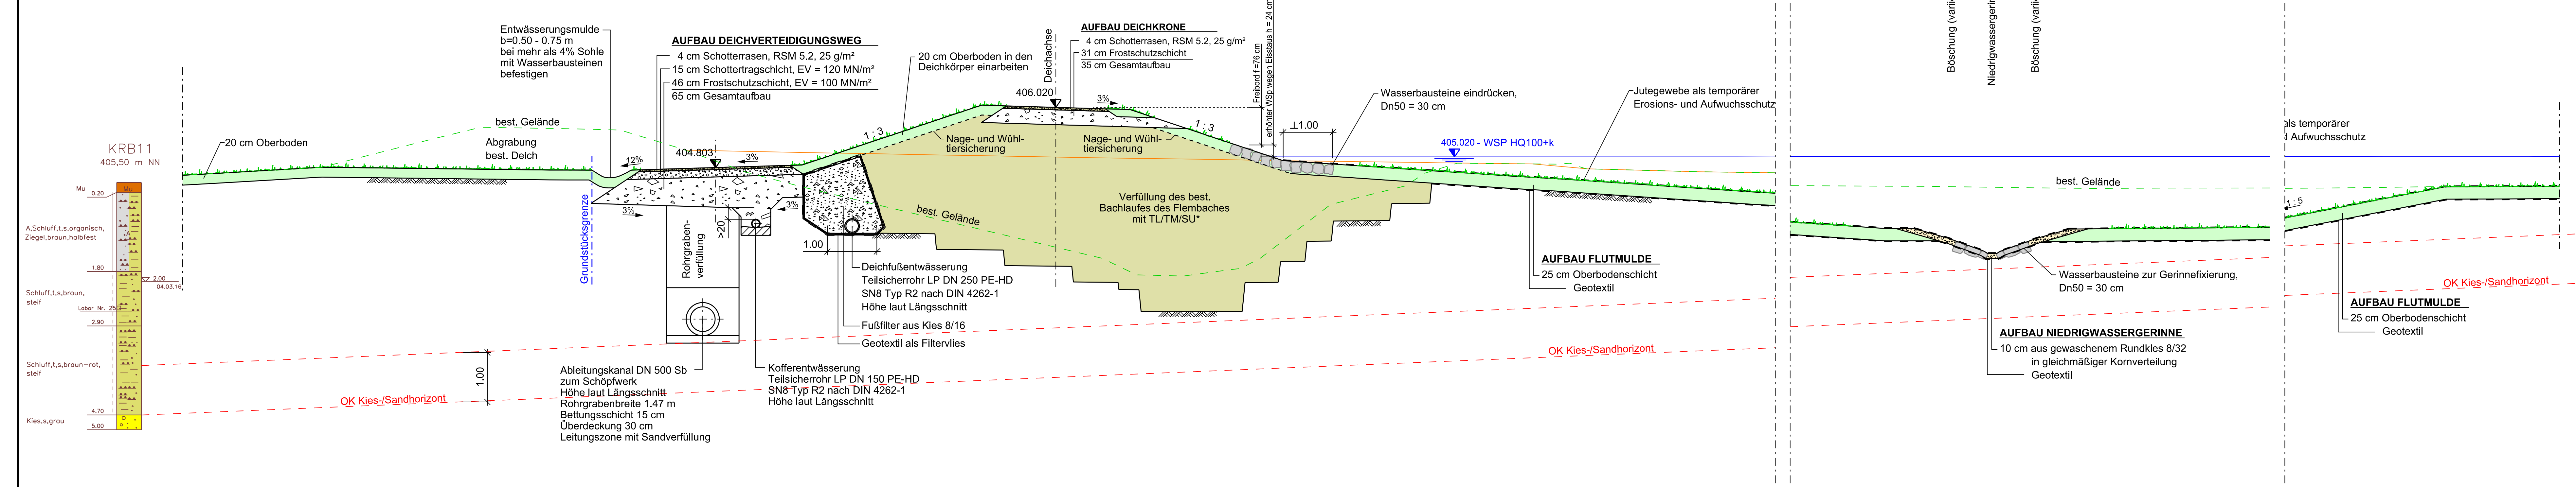 KRB11
405,50 m NN
Mu
0.20
Mu
A
A,Schluff,t,s,organisch,
Ziegel,braun,halbfest
1.80
2.00
04.03.16
Schluff,t,s,braun,
steif
2.90
Schluff,t,s,braun-rot,
steif
4.70
Kies,s,grau
5.00
20 cm Oberboden
best. Gelände
Abgrabung
best, Deich
Entwässerungsmulde
b=0.50 - 0.75 m
bei mehr als 4% Sohle
mit Wasserbausteinen
befestigen
Grundstücksgrenze
AUFBAU DEICHVERTEIDIGUNGSWEG
4 cm Schotterrasen, RSM 5.2, 25 g/m²
15 cm Schottertragschicht, EV = 120 MN/m²
46 cm Frostschutzschicht, EV = 100 MN/m²
65 cm Gesamtaufbau
12%
404.803
3%
3%
3%
>20
Rohrgraben-
verfüllung
1.00
OK Kies-/Sandhorizont
1.00
Ableitungskanal DN 500 Sb
zum Schöpfwerk
Höhe laut Längsschnitt
Rohrgrabenbreite 1.47 m
Bettungsschicht 15 cm
Überdeckung 30 cm
Leitungszone mit Sandverfüllung
Kofferentwässerung
Teilsicherrohr LP DN 150 PE-HD
SN8 Typ R2 nach DIN 4262-1
Höhe laut Längsschnitt
Deichfußentwässerung
Teilsicherrohr LP DN 250 PE-HD
SN8 Typ R2 nach DIN 4262-1
Höhe laut Längsschnitt
Fußfilter aus Kies 8/16
Geotextil als Filtervlies
20 cm Oberboden in den
Deichkörper einarbeiten
1 : 3
Nage- und Wühl-
tiersicherung
best. Gelände
Deichachse
406.020
AUFBAU DEICHKRONE
4 cm Schotterrasen, RSM 5.2, 25 g/m²
31 cm Frostschutzschicht
35 cm Gesamtaufbau
3%
Nage- und Wühl-
tiersicherung
1 : 3
Freibord f =76 cm
erhöhter WSp wegen Eisstaus h = 24 cm
1.00
Verfüllung des best.
Bachlaufes des Flembaches
mit TL/TM/SU*
Wasserbausteine eindrücken,
Dn50 = 30 cm
405.020 - WSP HQ100+k
Jutegewebe als temporärer
Erosions- und Aufwuchsschutz
AUFBAU FLUTMULDE
25 cm Oberbodenschicht
Geotextil
OK Kies-/Sandhorizont
Böschung
Niedrigwassergerin
Böschung
best. Gelände
Wasserbausteine zur Gerinnefixierung,
Dn50 = 30 cm
AUFBAU NIEDRIGWASSERGERINNE
10 cm aus gewaschenem Rundkies 8/32
in gleichmäßiger Kornverteilung
Geotextil
als temporärer
Aufwuchsschutz
1 : 5
OK Kies-/Sandhorizont
AUFBAU FLUTMULDE
25 cm Oberbodenschicht
Geotextil